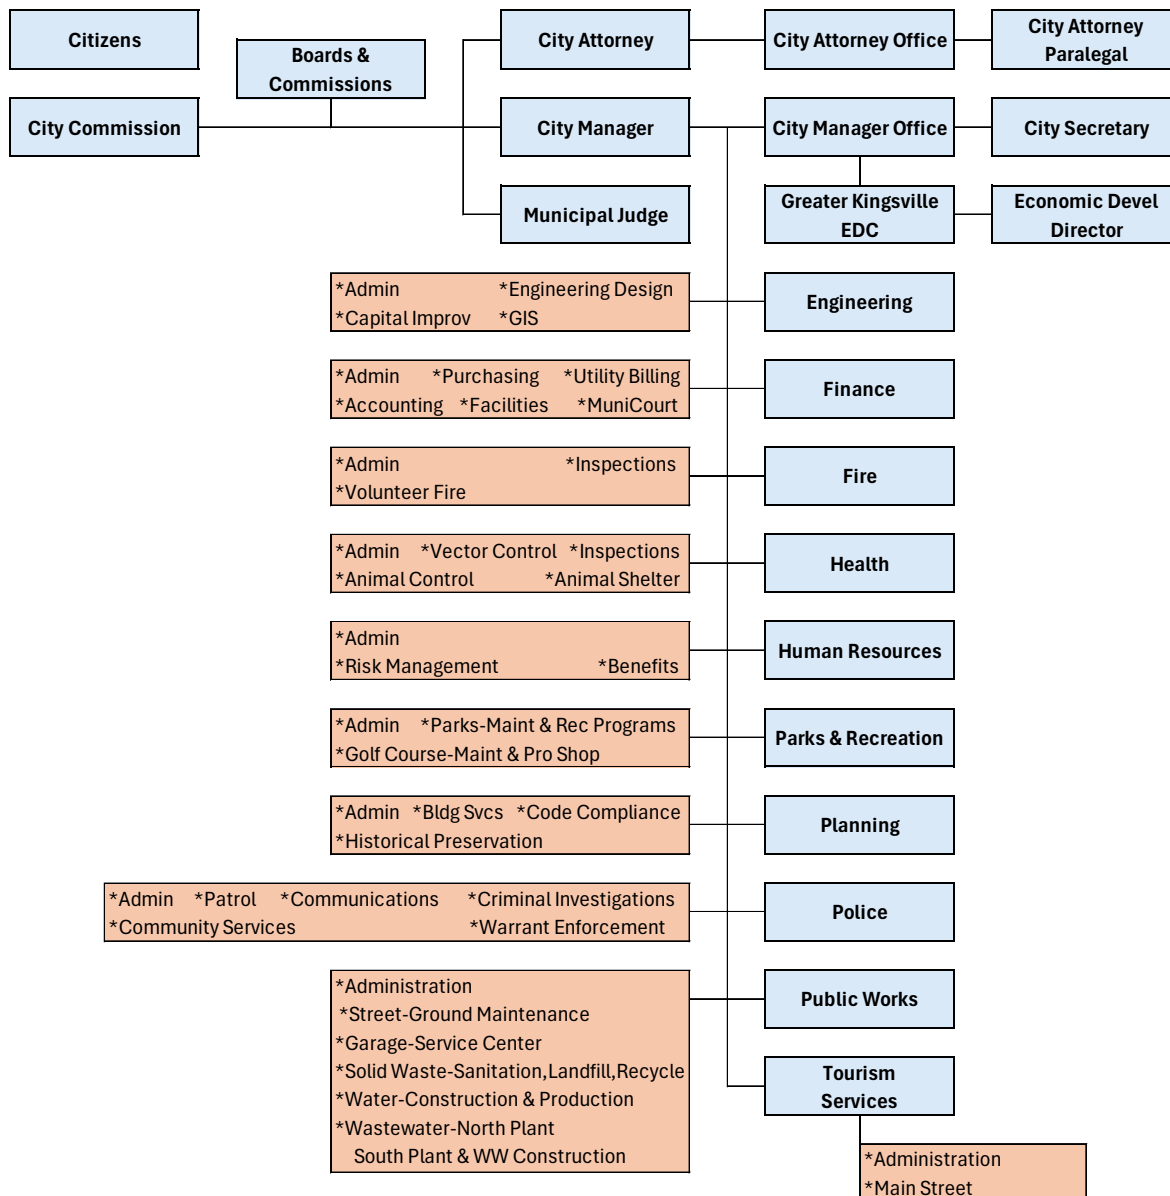 Citizens
Boards &
Commissions
City Attorney
City Attorney Office
City Attorney
Paralegal
City Commission
City Manager
City Manager Office
City Secretary
Municipal Judge
Greater Kingsville
EDC
Economic Devel
Director
*Admin *Engineering Design
*Capital Improv *GIS
Engineering
*Admin *Purchasing *Utility Billing
*Accounting *Facilities *MuniCourt
Finance
*Admin *Inspections
*Volunteer Fire
Fire
*Admin *Vector Control *Inspections
*Animal Control *Animal Shelter
Health
*Admin
*Risk Management *Benefits
Human Resources
*Admin *Parks-Maint & Rec Programs
*Golf Course-Maint & Pro Shop
Parks & Recreation
*Admin *Bldg Svcs *Code Compliance
*Historical Preservation
Planning
*Admin *Patrol *Communications *Criminal Investigations
*Community Services *Warrant Enforcement
Police
*Administration
*Street-Ground Maintenance
*Garage-Service Center
*Solid Waste-Sanitation,Landfill,Recycle
*Water-Construction & Production
*Wastewater-North Plant
South Plant & WW Construction
Public Works
Tourism
Services
*Administration
*Main Street